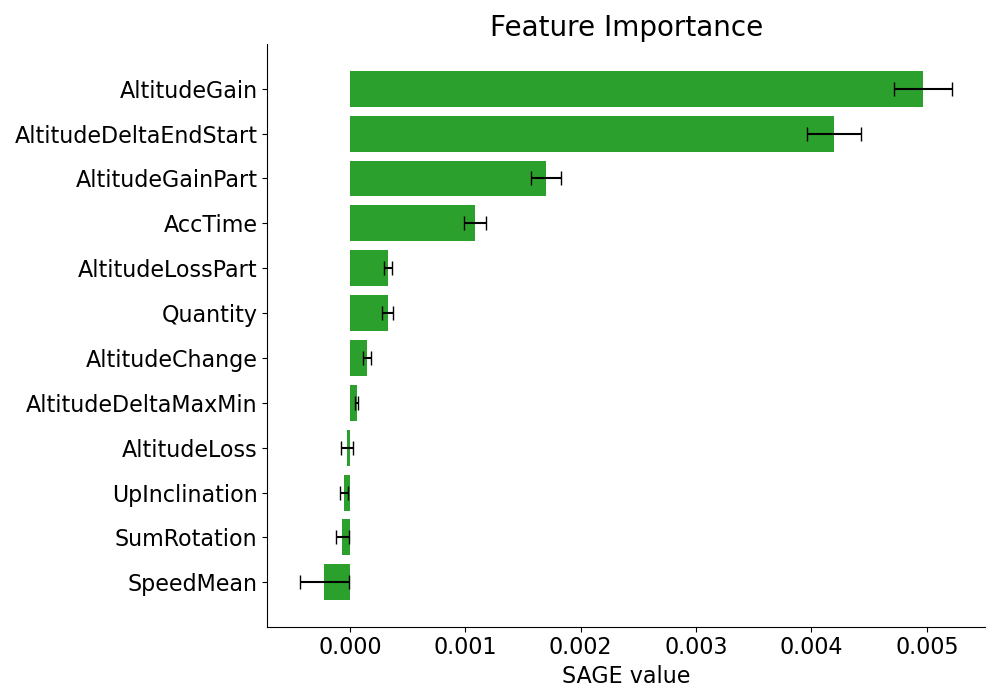 Feature Importance
AltitudeGain
AltitudeDeltaEndStart
AltitudeGainPart
AccTime
AltitudeLossPart
Quantity
AltitudeChange
AltitudeDeltaMaxMin
AltitudeLoss
UpInclination
SumRotation
SpeedMean
0.000 0.001 0.002 0.003 0.004 0.005
SAGE value